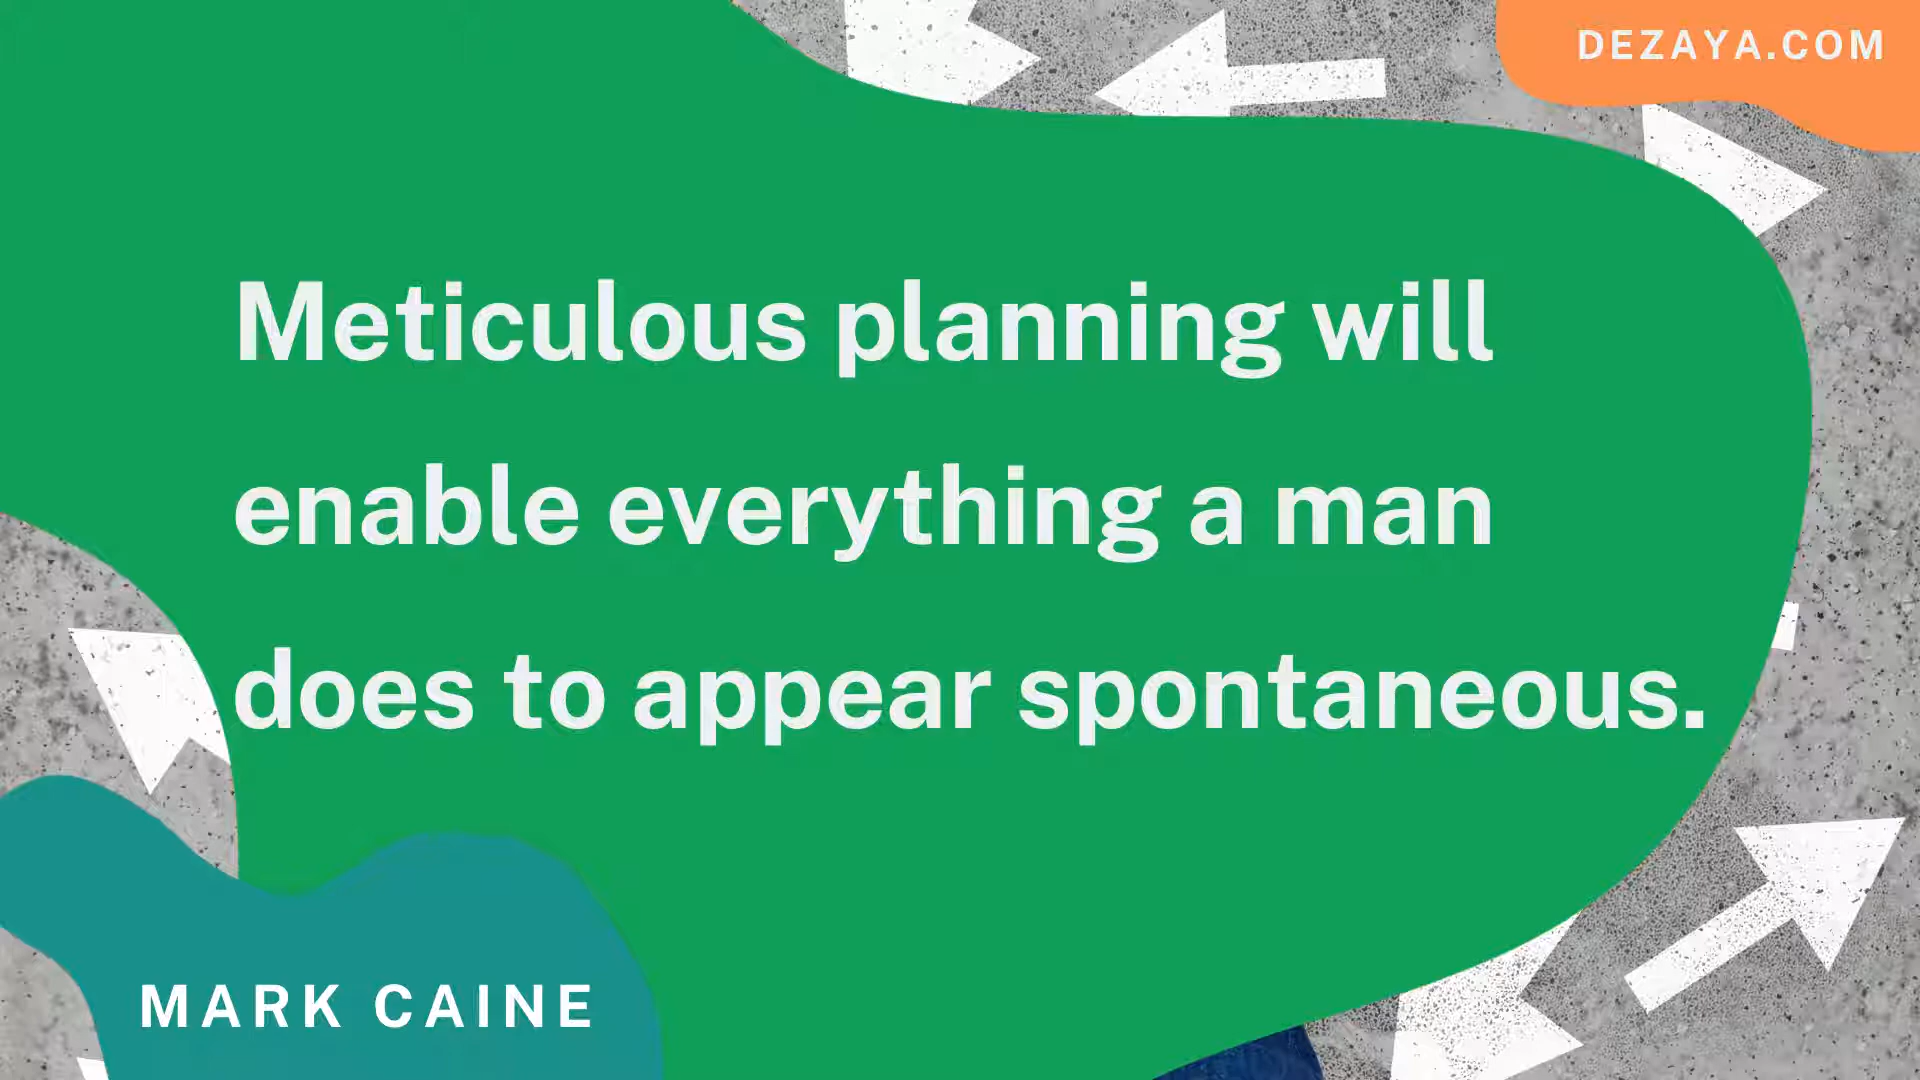 DEZAYA.COM
Meticulous planning will
enable everything a man
does to appear spontaneous.
MARK CAINE